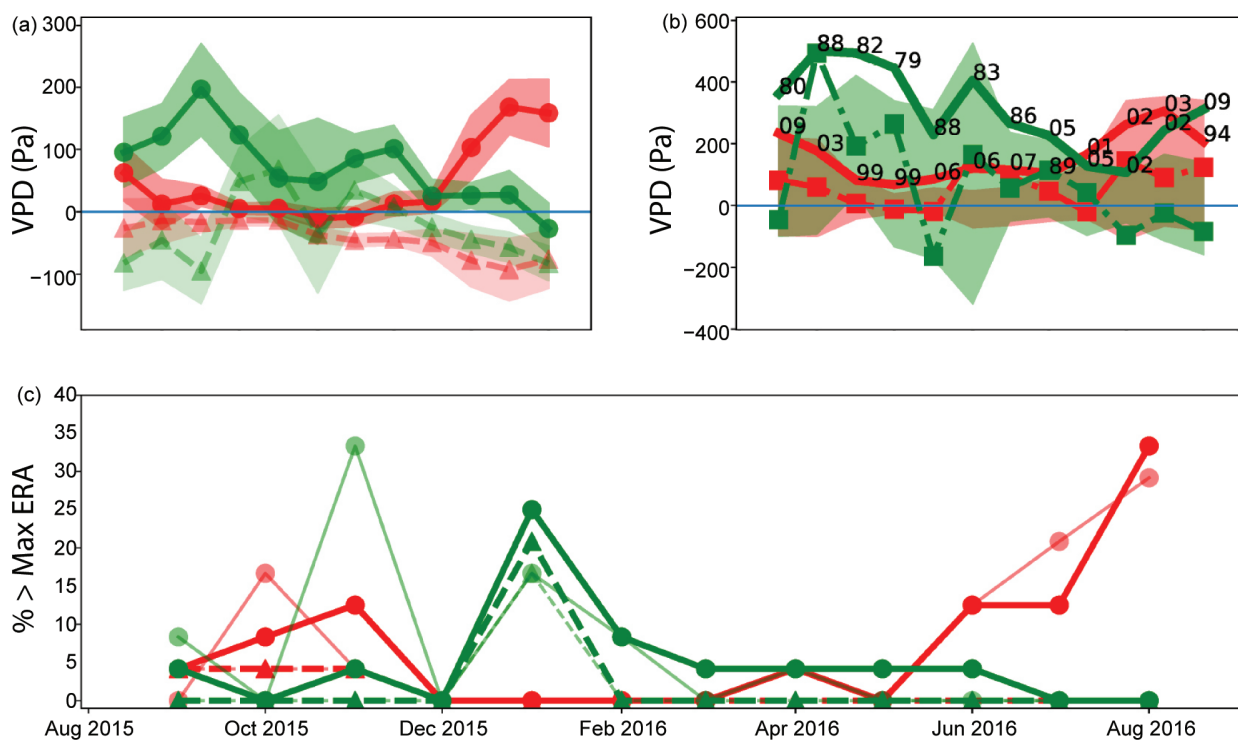 (a)
300
200
100
0
−100
VPD (Pa)
(b)
600
400
200
0
−200
−400
VPD (Pa)
80 88 82 79 88 83 86 05 05 02 02 09
09 03 99 99 06 06 07 89 01 02 03 94
(c)
40
35
30
25
20
15
10
5
0
% > Max ERA
Aug 2015 Oct 2015 Dec 2015 Feb 2016 Apr 2016 Jun 2016 Aug 2016